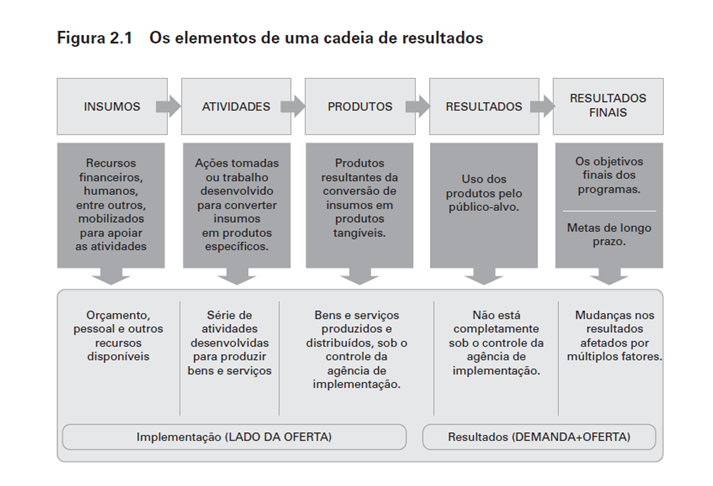 Figura 2.1 Os elementos de uma cadeia de resultados
INSUMOS
ATIVIDADES
PRODUTOS
RESULTADOS
RESULTADOS
FINAIS
Recursos
financeiros,
humanos,
entre outros,
mobilizados
para apoiar
as atividades
Ações tomadas
ou trabalho
desenvolvido
para converter
insumos
em produtos
específicos.
Produtos
resultantes da
conversão de
insumos em
produtos
tangíveis.
Uso dos
produtos pelo
público-alvo.
Os objetivos
finais dos
programas.
Metas de longo
prazo.
Orçamento,
pessoal e outros
recursos
disponíveis
Série de
atividades
desenvolvidas
para produzir
bens e serviços
Bens e serviços
produzidos e
distribuídos, sob o
controle da
agência de
implementação.
Não está
completamente
sob o controle da
agência de
implementação.
Mudanças nos
resultados
afetados por
múltiplos fatores.
Implementação (LADO DA OFERTA)
Resultados (DEMANDA+OFERTA)